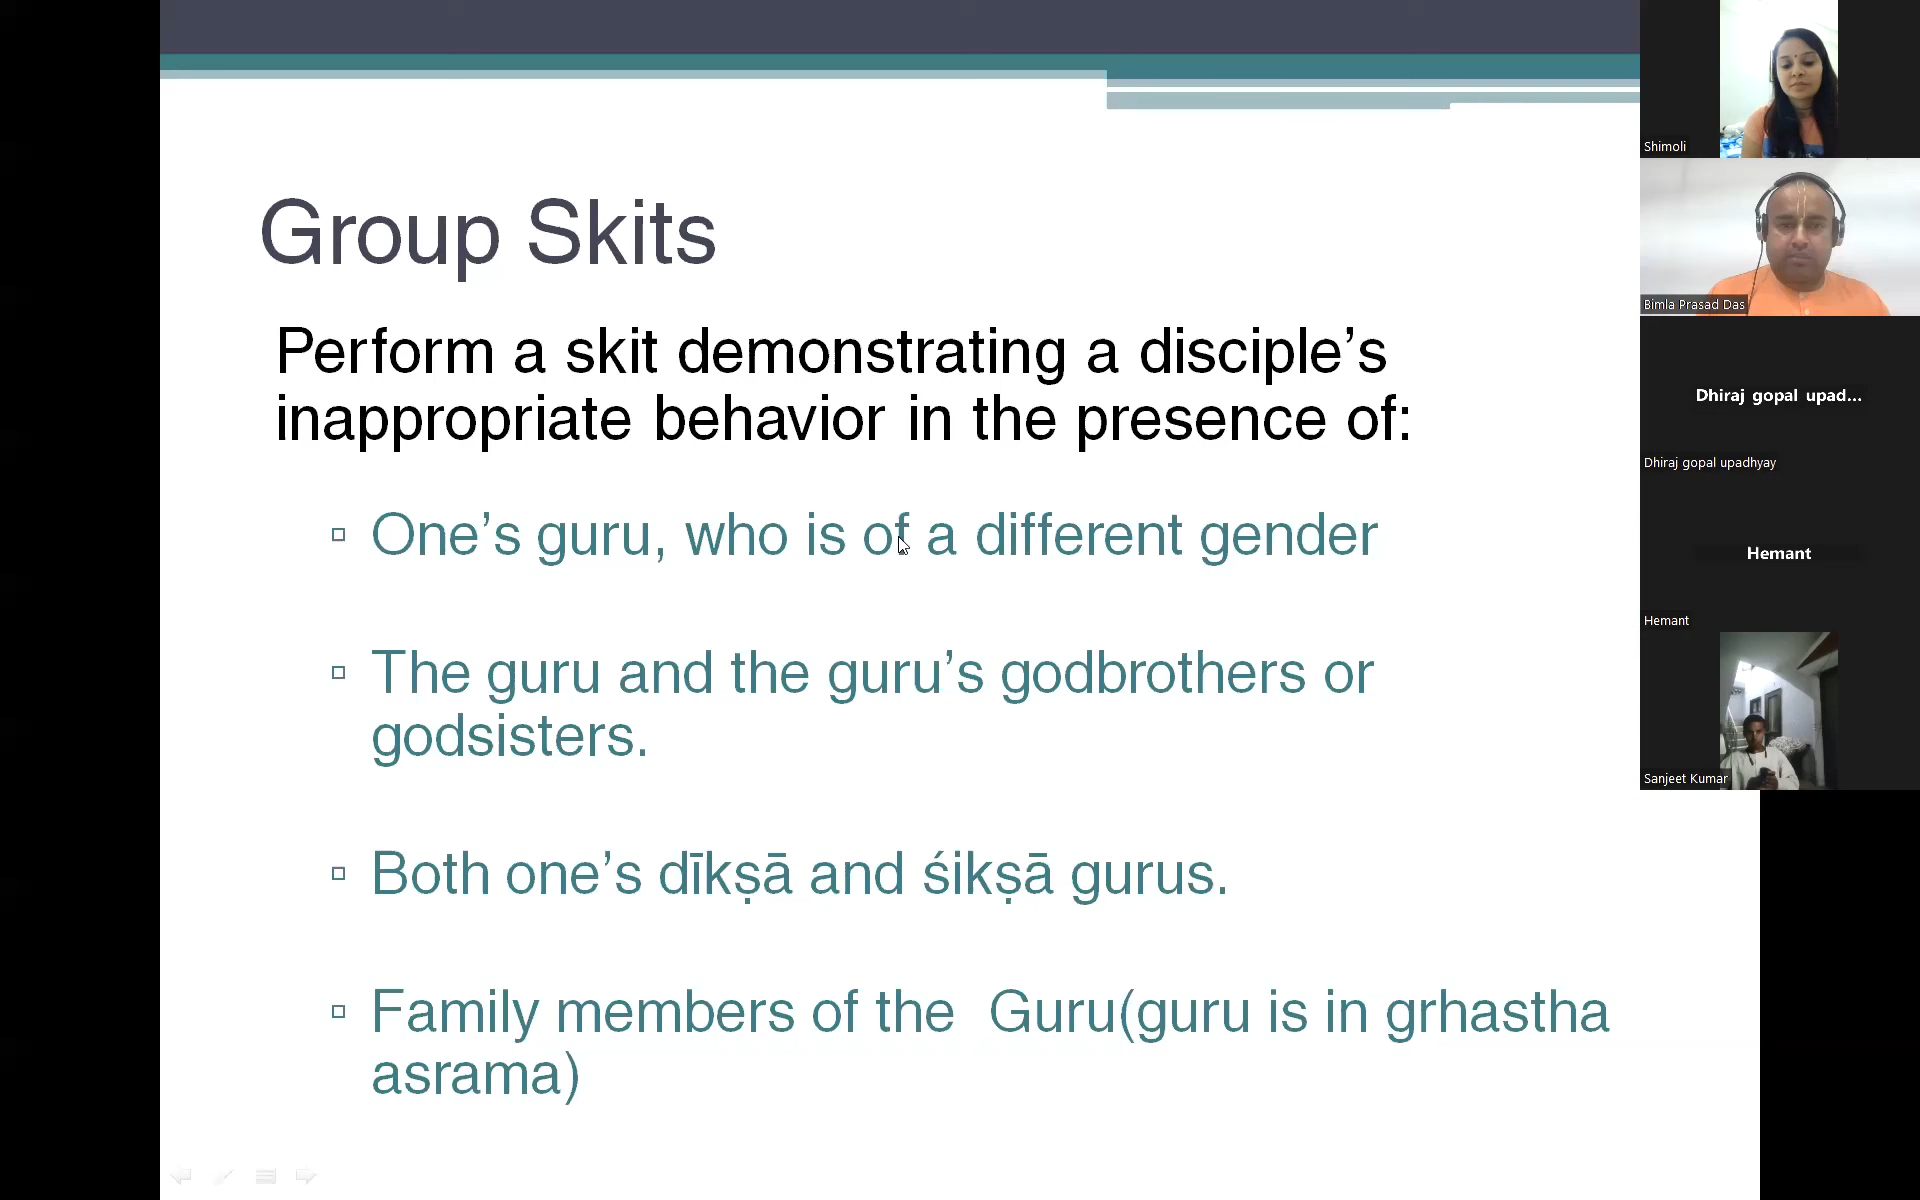 Group Skits
Perform a skit demonstrating a disciple’s
inappropriate behavior in the presence of:
One’s guru, who is of a different gender
The guru and the guru’s godbrothers or
godsisters.
Both one’s dīkṣā and śikṣā gurus.
Family members of the  Guru(guru is in grhastha
asrama)
Shimoli
Bimla Prasad Das
Dhiraj gopal upad...
Dhiraj gopal upadhyay
Hemant
Hemant
Sanjeet Kumar